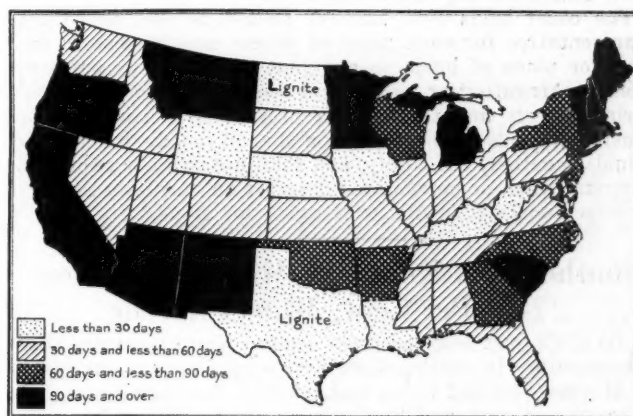 Lignite
Lignite
Less than 30 days
30 days and less than 60 days
60 days and less than 90 days
90 days and over